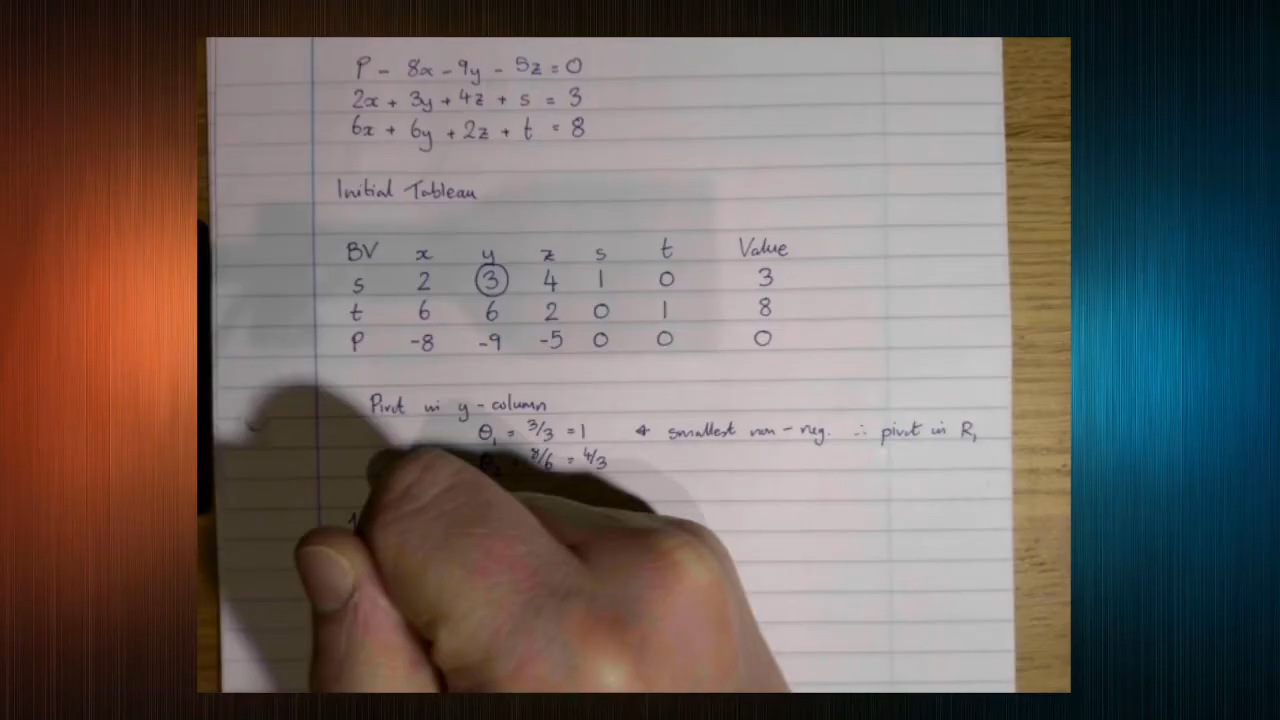 P - 8x - 9y - 5z = 0
2x + 3y + 4z + s = 3
6x + 6y + 2z + t = 8
Initial Tableau
BV x y z s t Value
s 2 3 4 1 0 3
t 6 6 2 0 1 8
P -8 -9 -5 0 0 0
Pivot in y-column
θ₁ = 3/3 = 1 ← smallest non-neg. ∴ pivot in R₁
θ₂ = 8/6 = 4/3